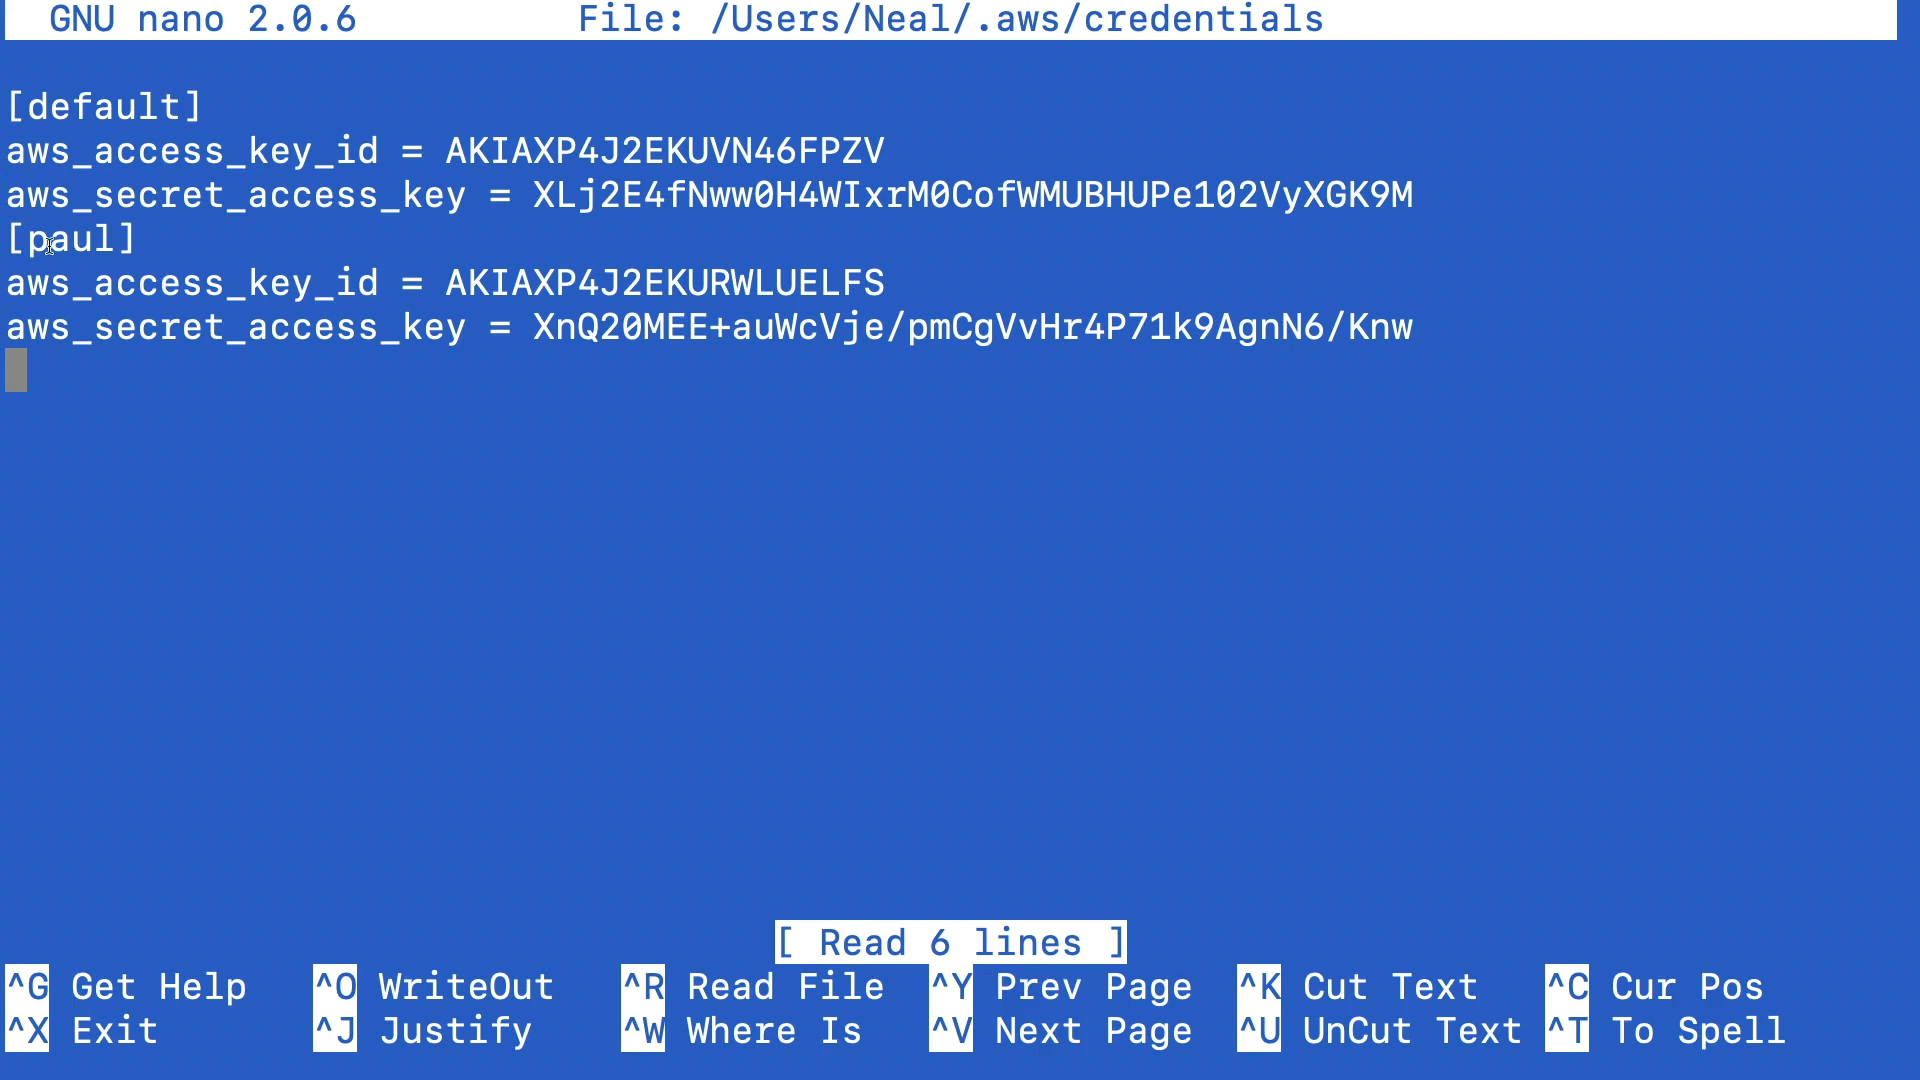 GNU nano 2.0.6 File: /Users/Neal/.aws/credentials
[default]
aws_access_key_id = AKIAXP4J2EKUVN46FPZV
aws_secret_access_key = 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
[paul]
aws_access_key_id = AKIAXP4J2EKURWLUELFS
aws_secret_access_key = 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
[ Read 6 lines ]
^G Get Help ^O WriteOut ^R Read File ^Y Prev Page ^K Cut Text ^C Cur Pos
^X Exit ^J Justify ^W Where Is ^V Next Page ^U UnCut Text ^T To Spell